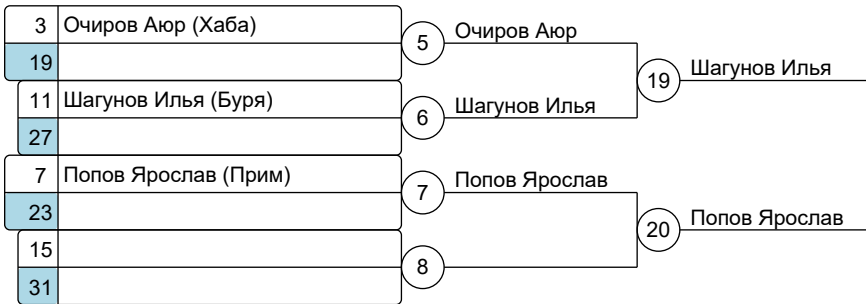 3 Очиров Аюр (Хаба)
19
5 Очиров Аюр
11 Шагунов Илья (Буря)
27
6 Шагунов Илья
19 Шагунов Илья
7 Попов Ярослав (Прим)
23
7 Попов Ярослав
15
31
8
20 Попов Ярослав